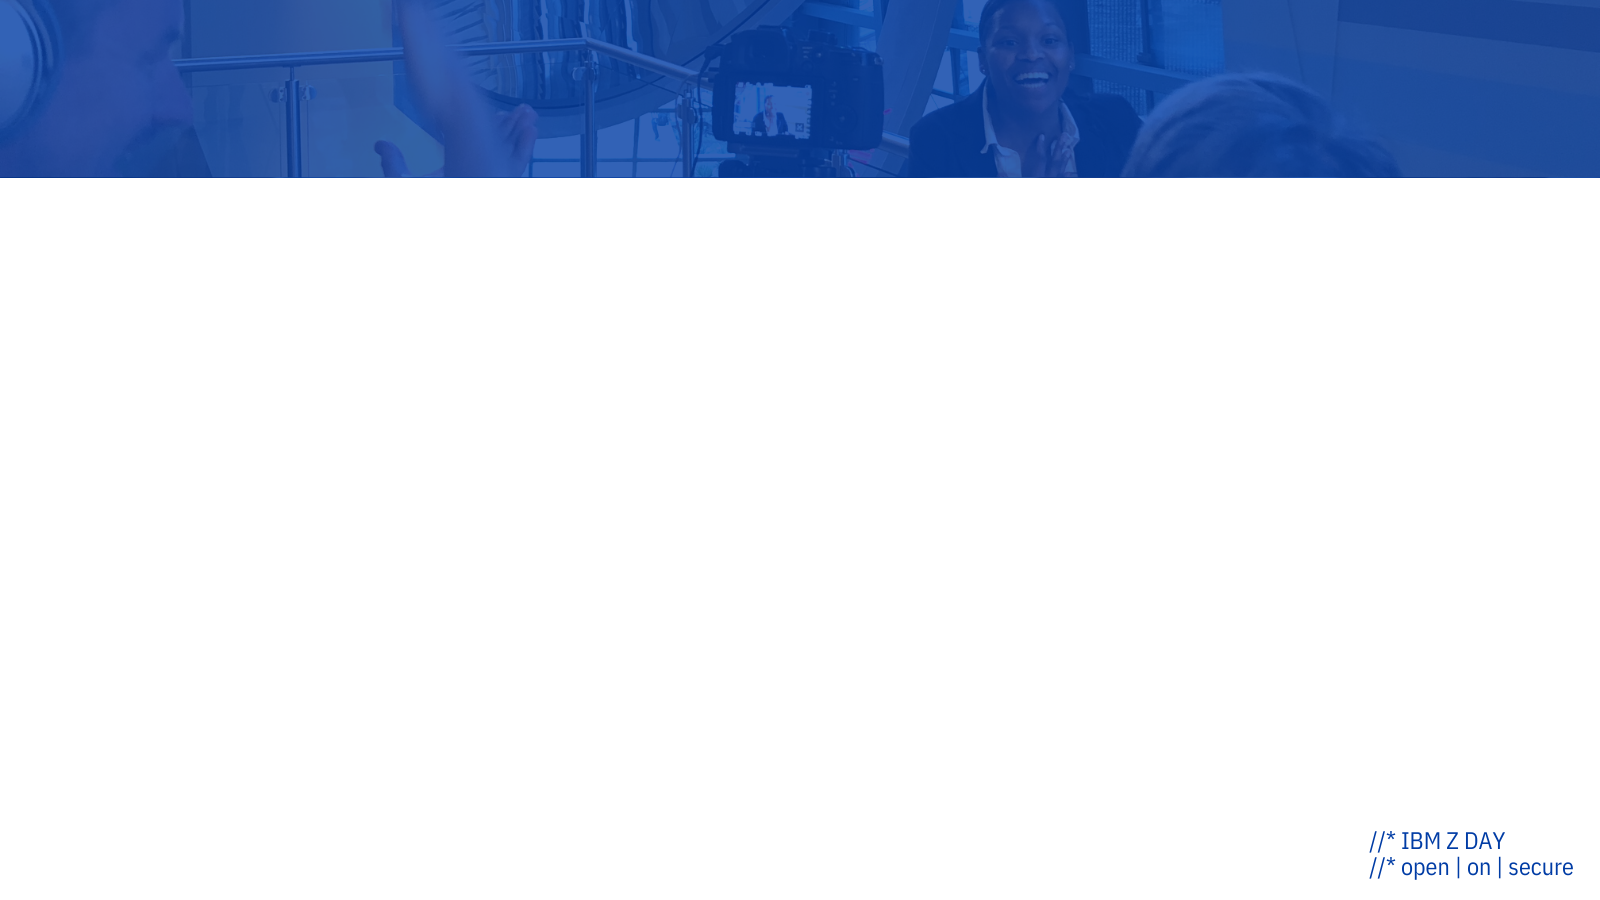 //* IBM Z DAY
//* open | on | secure